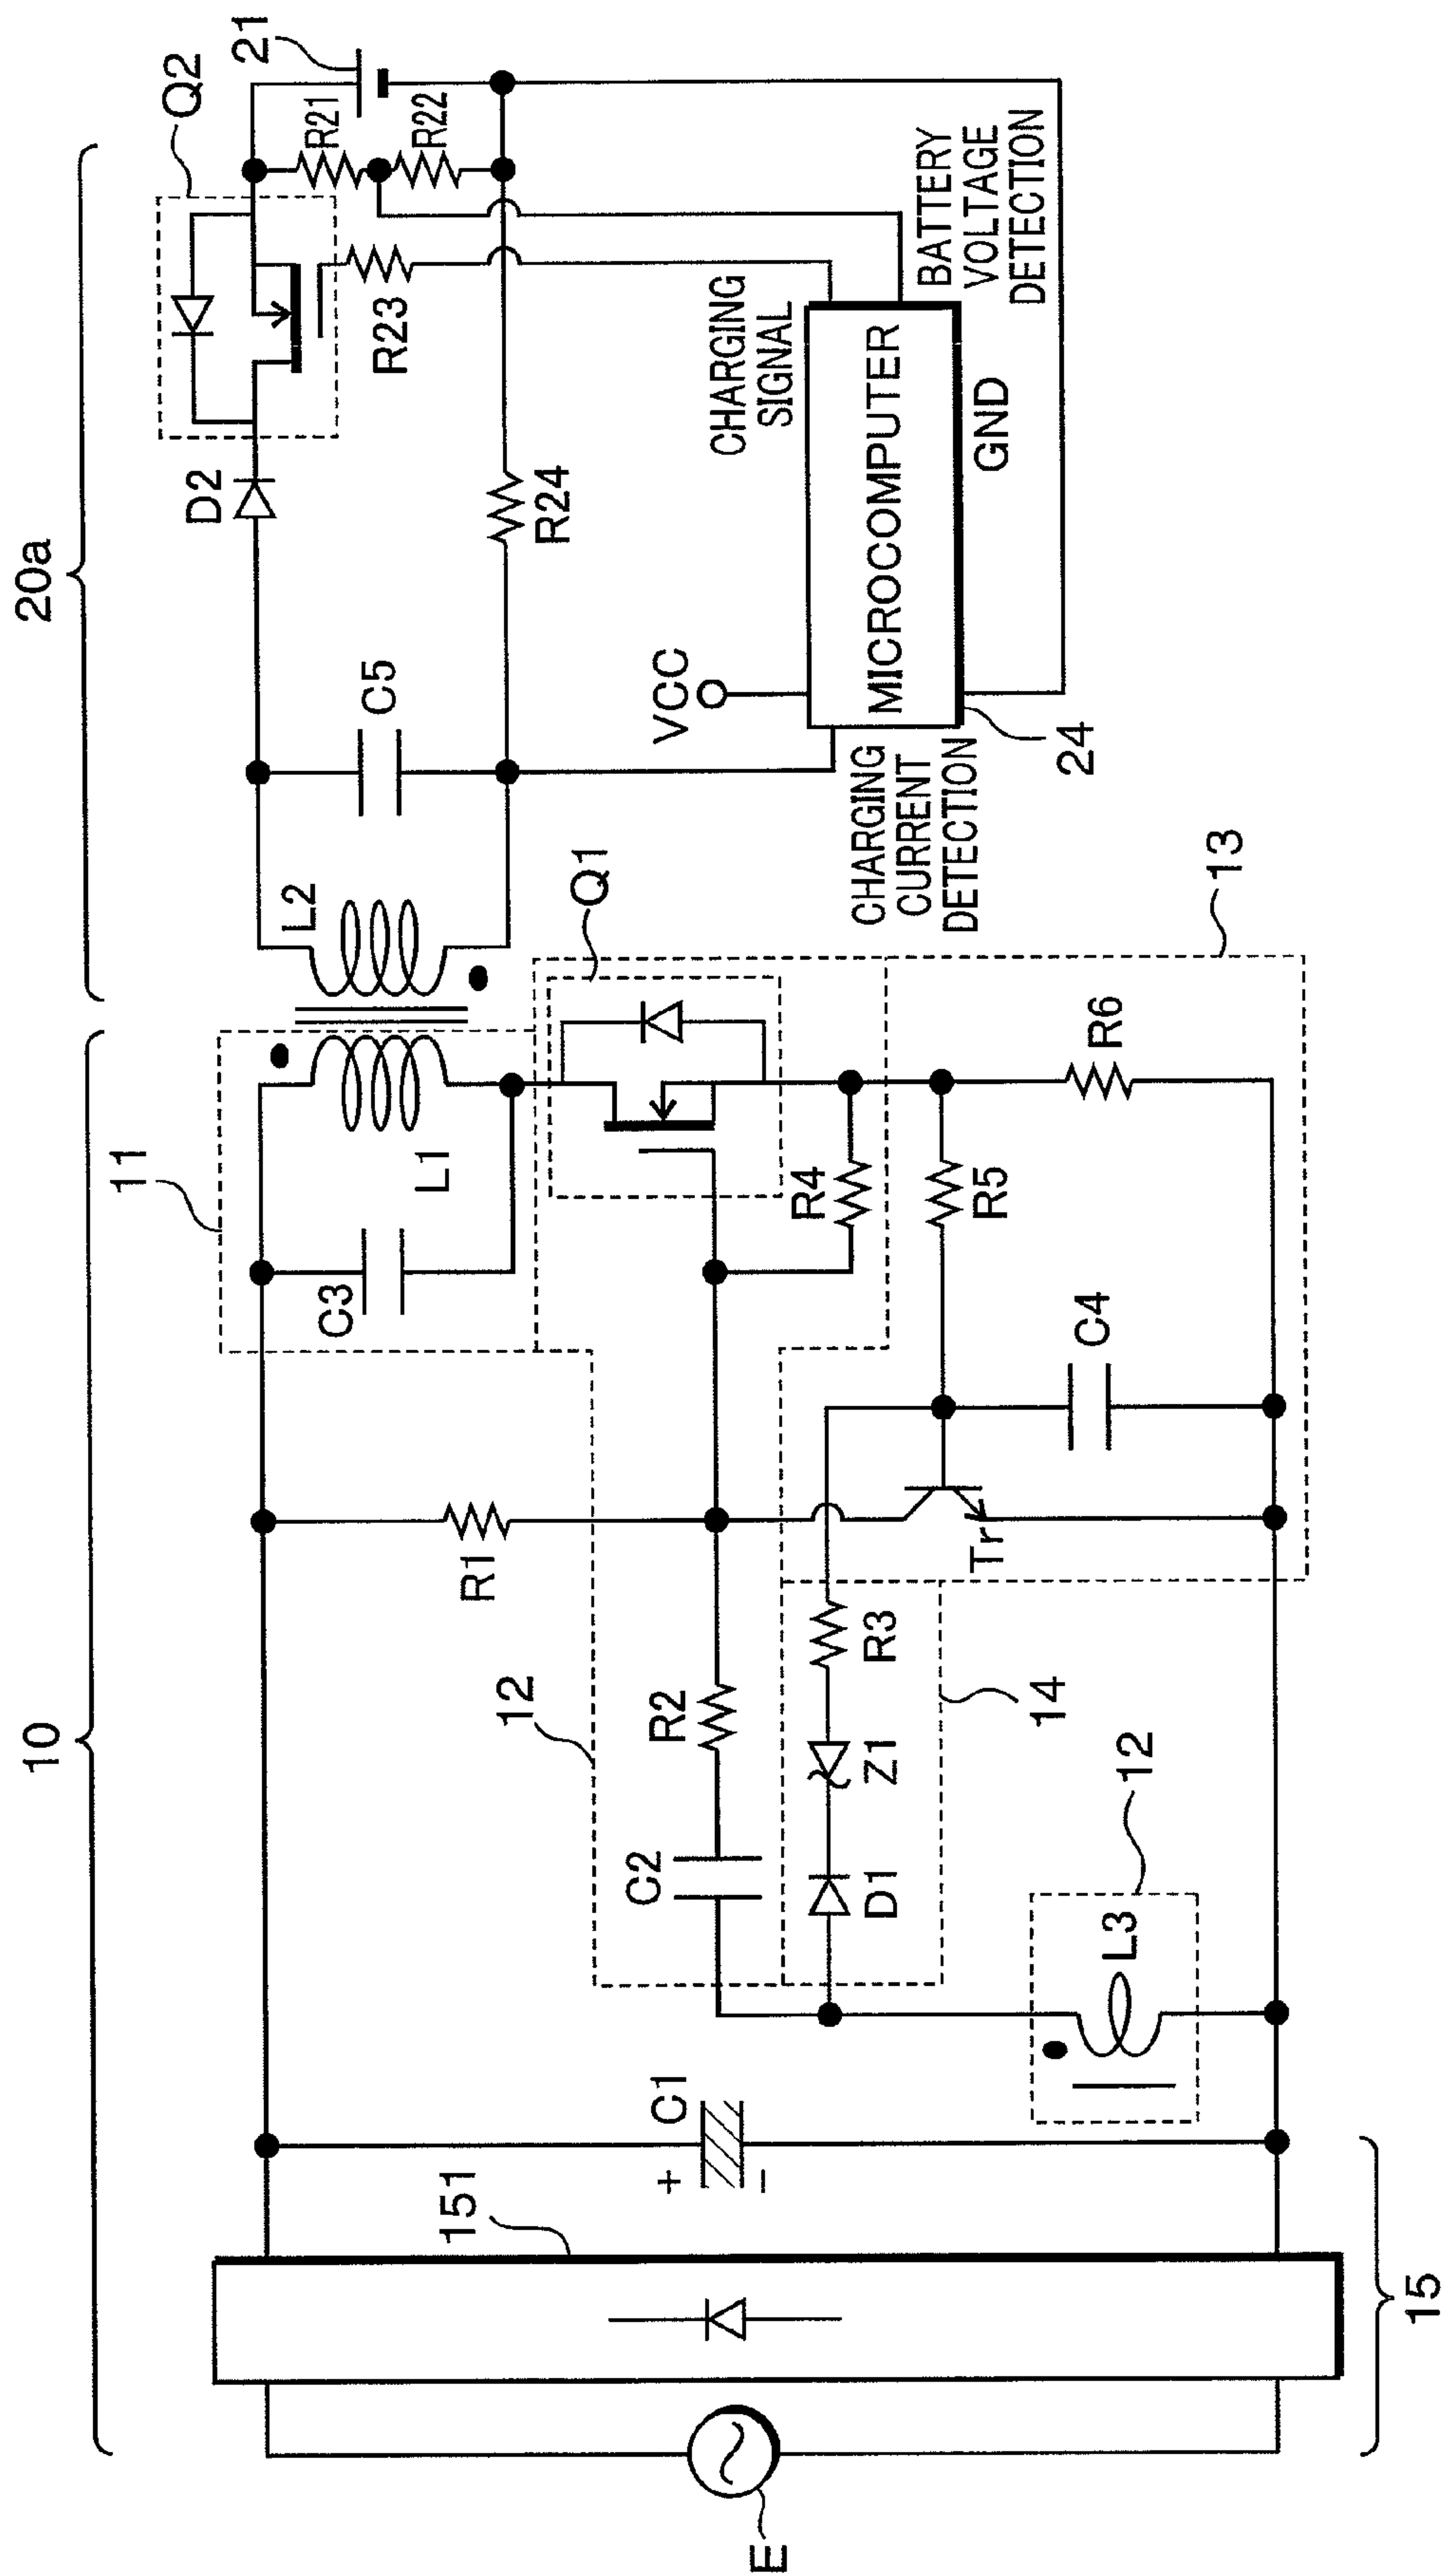 10
20a
11
Q2
21
D2
R21
R22
R23
R24
C5
L2
L1
C3
Q1
R1
R2
C2
12
R4
R5
R6
13
R3
Z1
D1
14
Tr
C4
L3
12
C1
+
−
151
15
E
VCC
CHARGING
SIGNAL
BATTERY
VOLTAGE
DETECTION
MICROCOMPUTER
GND
CHARGING
CURRENT
DETECTION
24